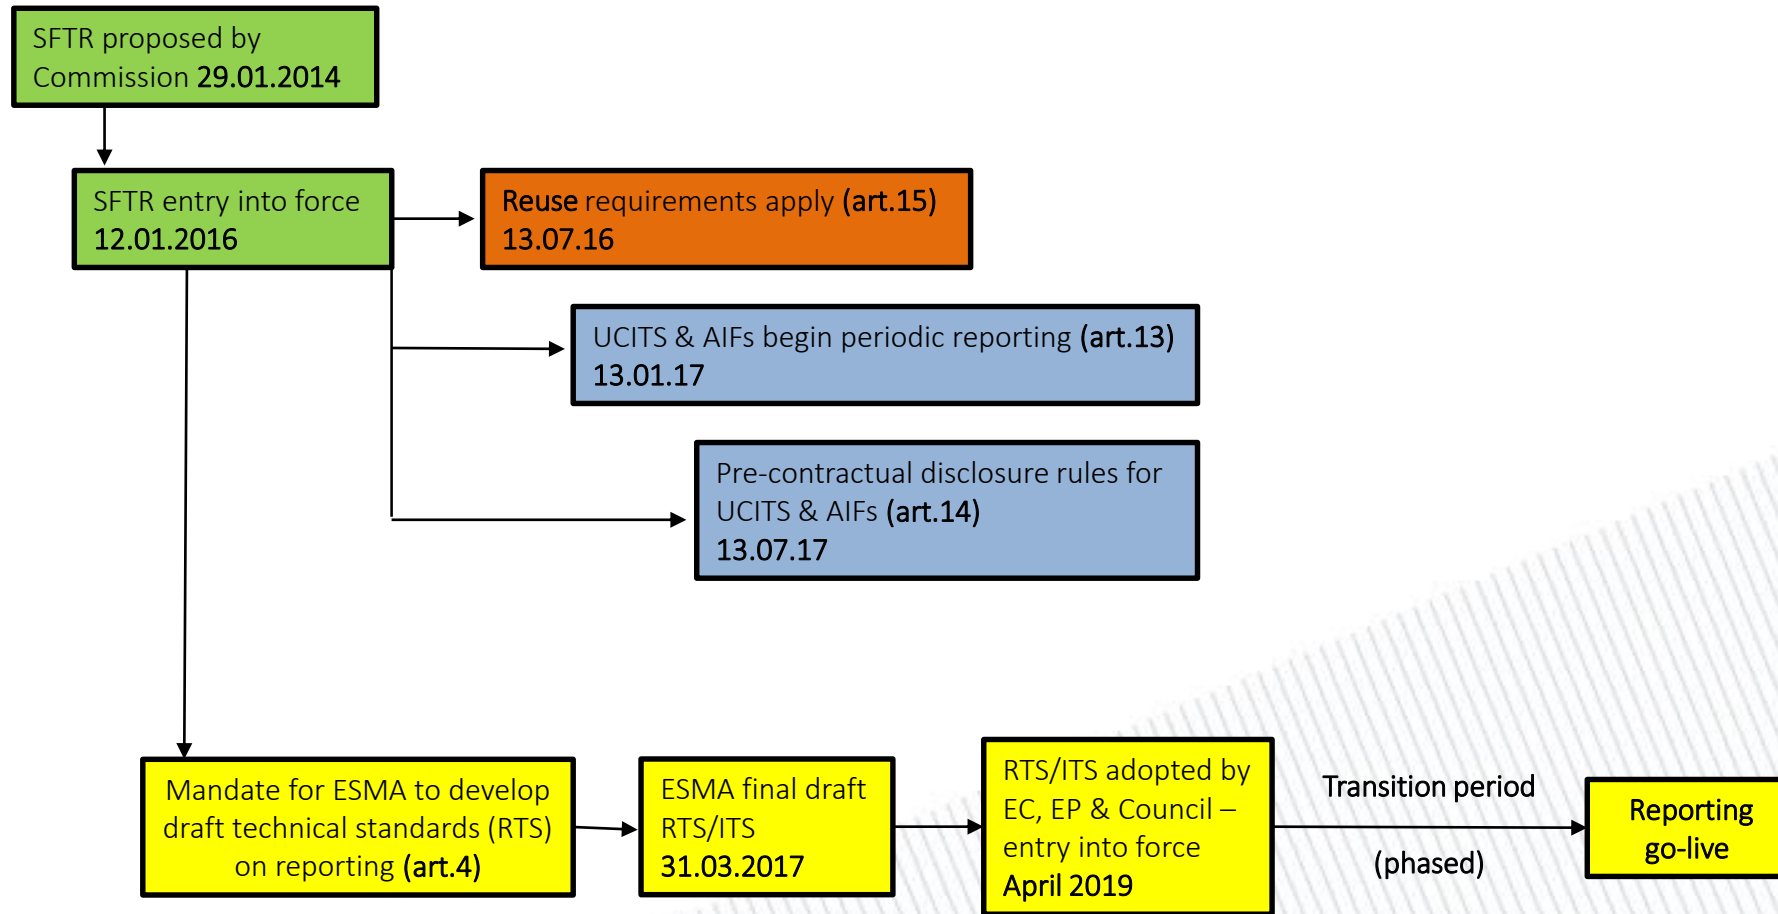 SFTR proposed by
Commission 29.01.2014
SFTR entry into force
12.01.2016
Reuse requirements apply (art.15)
13.07.16
UCITS & AIFs begin periodic reporting (art.13)
13.01.17
Pre-contractual disclosure rules for
UCITS & AIFs (art.14)
13.07.17
Mandate for ESMA to develop
draft technical standards (RTS)
on reporting (art.4)
ESMA final draft
RTS/ITS
31.03.2017
RTS/ITS adopted by
EC, EP & Council –
entry into force
April 2019
Transition period
(phased)
Reporting
go-live